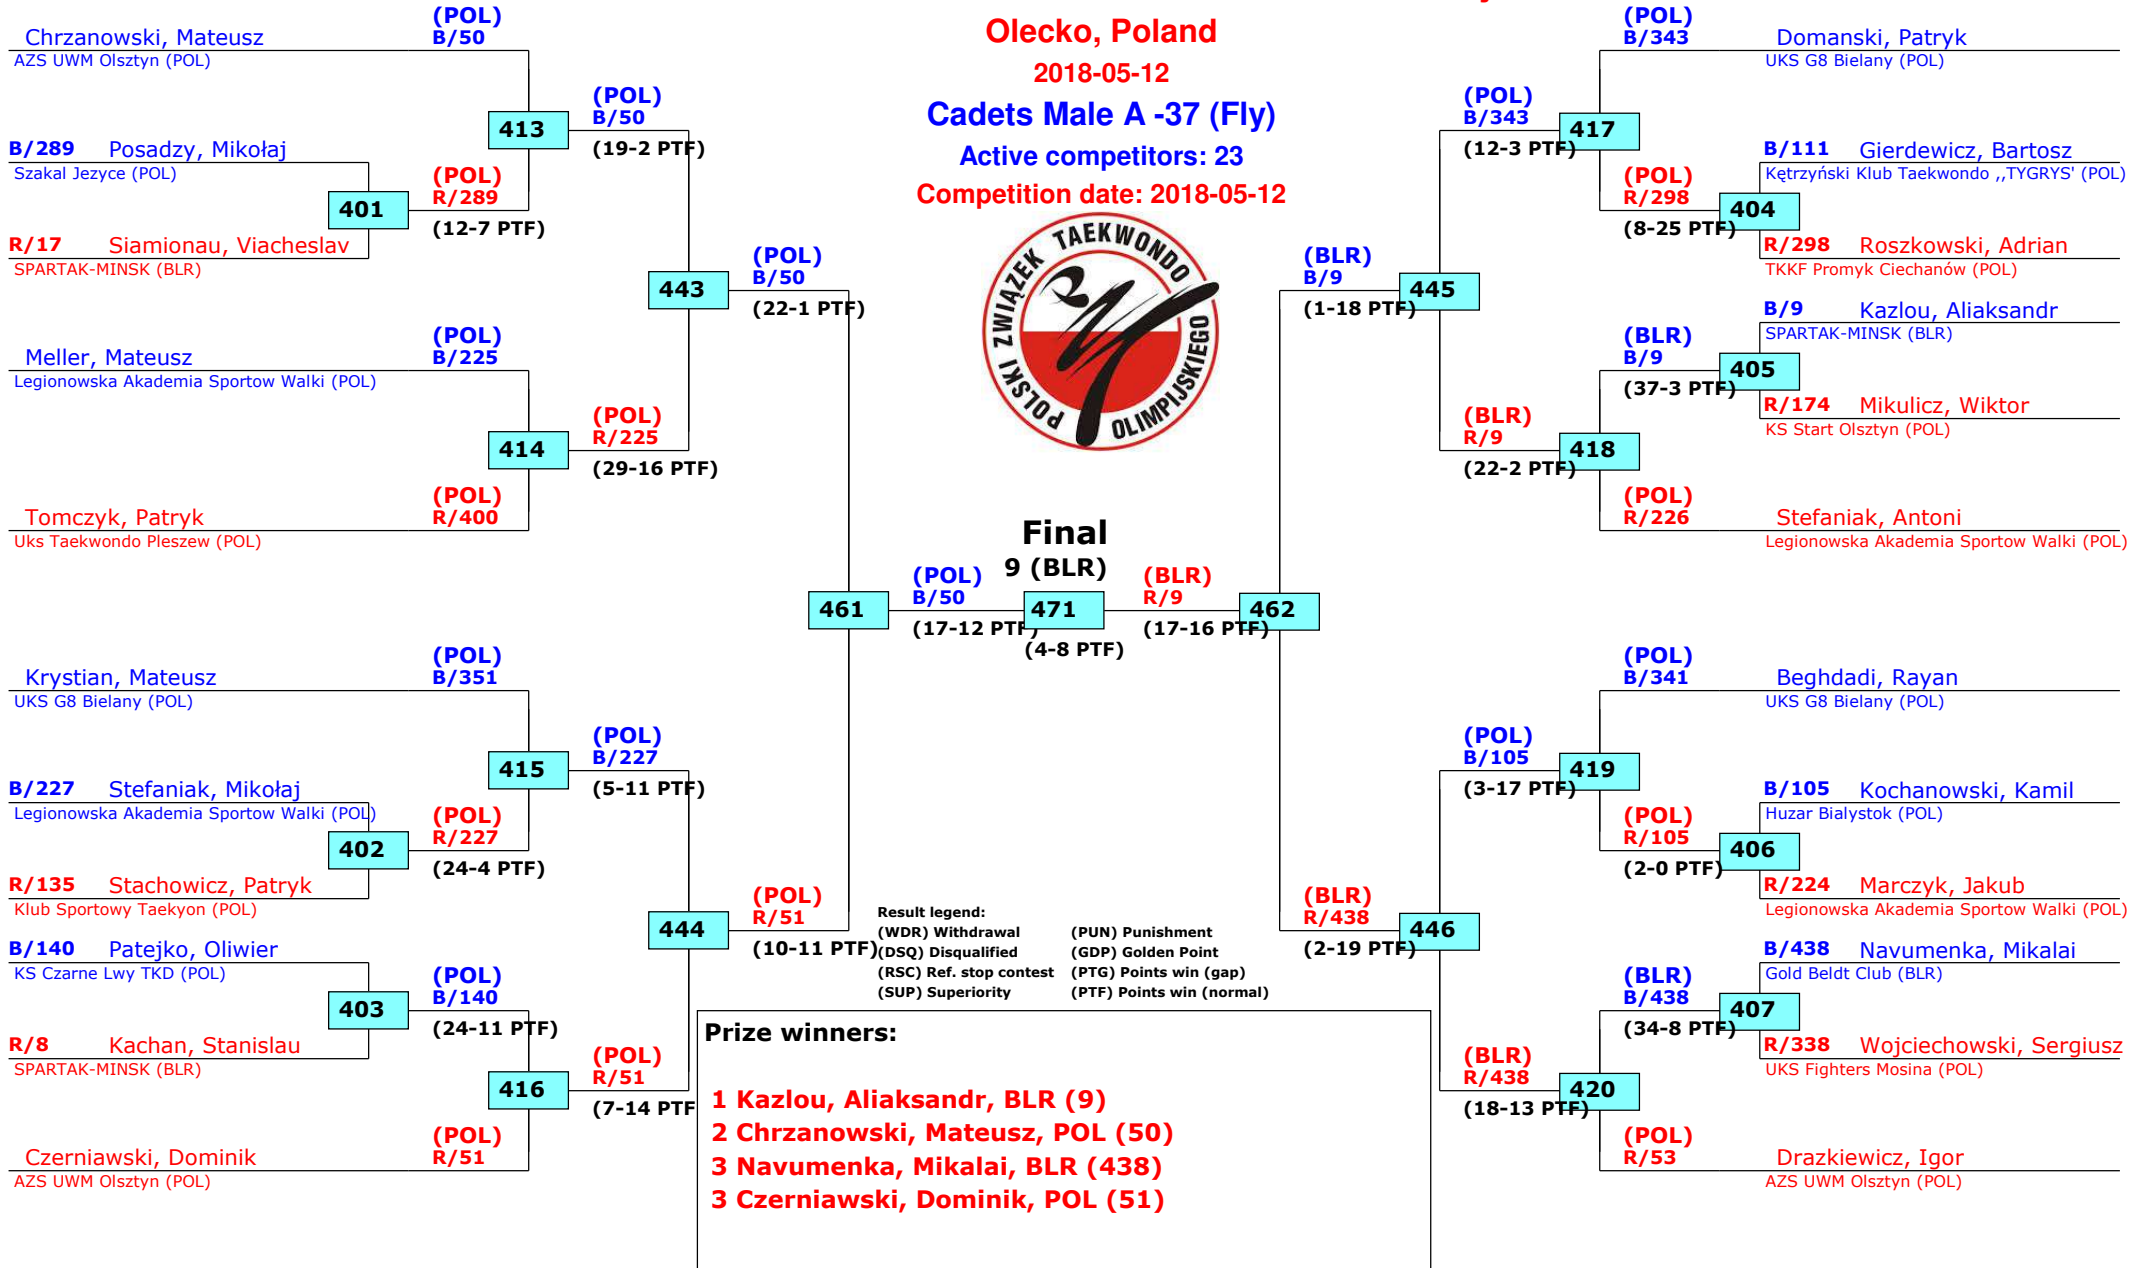 Olecko, Poland
2018-05-12
Cadets Male A -37 (Fly)
Active competitors: 23
Competition date: 2018-05-12
POLSKI ZWIĄZEK TAEKWONDO OLIMPIJSKIEGO
(POL)
Chrzanowski, Mateusz B/50
AZS UWM Olsztyn (POL)
413
(POL)
B/50
(19-2 PTF)
B/289 Posadzy, Mikołaj
Szakal Jezyce (POL)
401
(POL)
R/289
(12-7 PTF)
R/17 Siamionau, Viacheslav
SPARTAK-MINSK (BLR)
443
(POL)
B/50
(22-1 PTF)
(POL)
Meller, Mateusz B/225
Legionowska Akademia Sportow Walki (POL)
414
(POL)
R/225
(29-16 PTF)
(POL)
Tomczyk, Patryk R/400
Uks Taekwondo Pleszew (POL)
461
(POL)
B/50
(17-12 PTF)
(POL)
Krystian, Mateusz B/351
UKS G8 Bielany (POL)
415
(POL)
B/227
(5-11 PTF)
B/227 Stefaniak, Mikołaj
Legionowska Akademia Sportow Walki (POL)
402
(POL)
R/227
(24-4 PTF)
R/135 Stachowicz, Patryk
Klub Sportowy Taekyon (POL)
444
(POL)
R/51
(10-11 PTF)
B/140 Patejko, Oliwier
KS Czarne Lwy TKD (POL)
403
(POL)
B/140
(24-11 PTF)
R/8 Kachan, Stanislau
SPARTAK-MINSK (BLR)
416
(POL)
R/51
(7-14 PTF
(POL)
Czerniawski, Dominik R/51
AZS UWM Olsztyn (POL)
Final
9 (BLR)
471
(4-8 PTF)
(BLR)
R/9
(17-16 PTF)
462
(POL)
B/343 Domanski, Patryk
UKS G8 Bielany (POL)
417
(POL)
B/343
(12-3 PTF)
B/111 Gierdewicz, Bartosz
Kętrzyński Klub Taekwondo ,,TYGRYS' (POL)
404
(POL)
R/298
(8-25 PTF)
R/298 Roszkowski, Adrian
TKKF Promyk Ciechanów (POL)
445
(BLR)
B/9
(1-18 PTF)
B/9 Kazlou, Aliaksandr
SPARTAK-MINSK (BLR)
405
(BLR)
B/9
(37-3 PTF)
R/174 Mikulicz, Wiktor
KS Start Olsztyn (POL)
418
(BLR)
R/9
(22-2 PTF)
(POL)
R/226 Stefaniak, Antoni
Legionowska Akademia Sportow Walki (POL)
(POL)
B/341 Beghdadi, Rayan
UKS G8 Bielany (POL)
419
(POL)
B/105
(3-17 PTF)
B/105 Kochanowski, Kamil
Huzar Bialystok (POL)
406
(POL)
R/105
(2-0 PTF)
R/224 Marczyk, Jakub
Legionowska Akademia Sportow Walki (POL)
446
(BLR)
R/438
(2-19 PTF)
B/438 Navumenka, Mikalai
Gold Beldt Club (BLR)
407
(BLR)
B/438
(34-8 PTF)
R/338 Wojciechowski, Sergiusz
UKS Fighters Mosina (POL)
420
(BLR)
R/438
(18-13 PTF)
(POL)
R/53 Drazkiewicz, Igor
AZS UWM Olsztyn (POL)
Result legend:
(WDR) Withdrawal (PUN) Punishment
(DSQ) Disqualified (GDP) Golden Point
(RSC) Ref. stop contest (PTG) Points win (gap)
(SUP) Superiority (PTF) Points win (normal)
Prize winners:
1 Kazlou, Aliaksandr, BLR (9)
2 Chrzanowski, Mateusz, POL (50)
3 Navumenka, Mikalai, BLR (438)
3 Czerniawski, Dominik, POL (51)